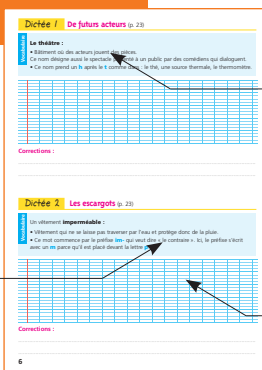 Dictée 1 De futurs acteurs (p. 23)
Vocabulaire
Le théâtre :
• Bâtiment où des acteurs jouent des pièces.
Ce nom désigne aussi le spectacle présenté à un public par des comédiens qui dialoguent.
• Ce nom prend un h après le t comme dans : le thé, une source thermale, le thermomètre.
Corrections :
Dictée 2 Les escargots (p. 23)
Vocabulaire
Un vêtement imperméable :
• Vêtement qui ne se laisse pas traverser par l'eau et protège donc de la pluie.
• Ce mot commence par le préfixe im- qui veut dire « le contraire ». Ici, le préfixe s'écrit
avec un m parce qu'il est placé devant la lettre
Corrections :
6